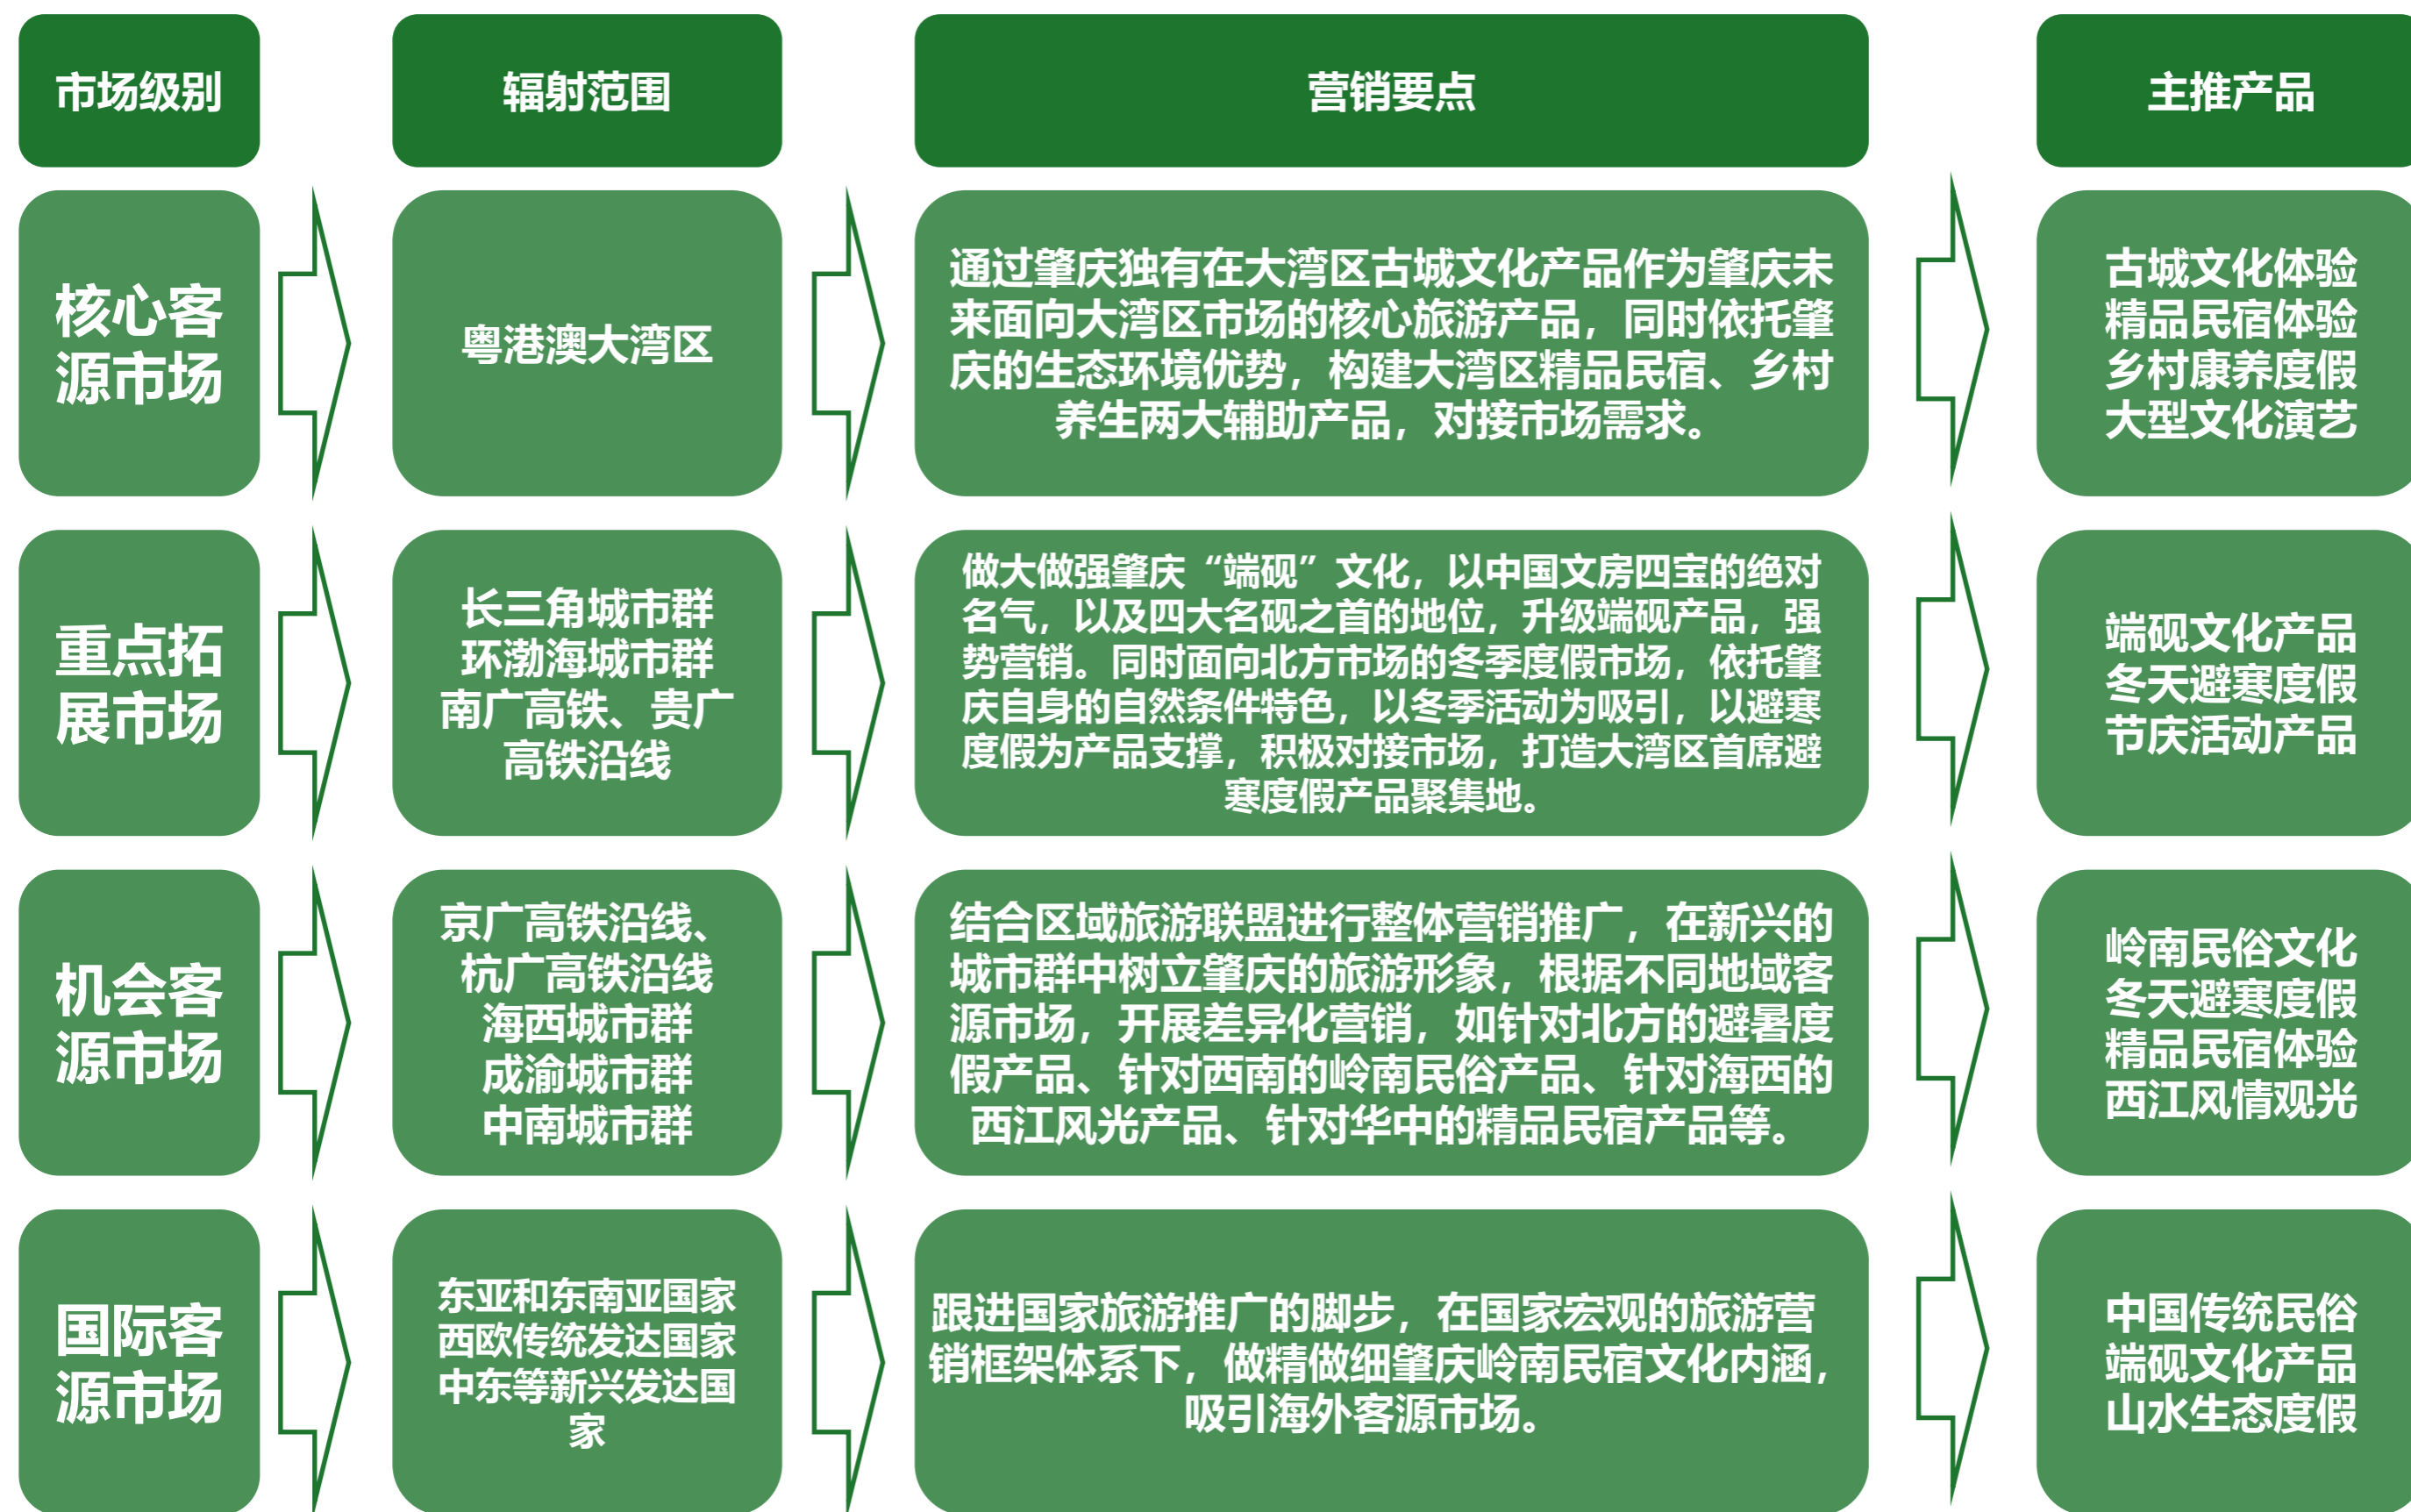 市场级别
辐射范围
营销要点
主推产品
核心客
源市场
粤港澳大湾区
通过肇庆独有在大湾区古城文化产品作为肇庆未
来面向大湾区市场的核心旅游产品，同时依托肇
庆的生态环境优势，构建大湾区精品民宿、乡村
养生两大辅助产品，对接市场需求。
古城文化体验
精品民宿体验
乡村康养度假
大型文化演艺
重点拓
展市场
长三角城市群
环渤海城市群
南广高铁、贵广
高铁沿线
做大做强肇庆“端砚”文化，以中国文房四宝的绝对
名气，以及四大名砚之首的地位，升级端砚产品，强
势营销。同时面向北方市场的冬季度假市场，依托肇
庆自身的自然条件特色，以冬季活动为吸引，以避寒
度假为产品支撑，积极对接市场，打造大湾区首席避
寒度假产品聚集地。
端砚文化产品
冬天避寒度假
节庆活动产品
机会客
源市场
京广高铁沿线、
杭广高铁沿线
海西城市群
成渝城市群
中南城市群
结合区域旅游联盟进行整体营销推广，在新兴的
城市群中树立肇庆的旅游形象，根据不同地域客
源市场，开展差异化营销，如针对北方的避暑度
假产品、针对西南的岭南民俗产品、针对海西的
西江风光产品、针对华中的精品民宿产品等。
岭南民俗文化
冬天避寒度假
精品民宿体验
西江风情观光
国际客
源市场
东亚和东南亚国家
西欧传统发达国家
中东等新兴发达国
家
跟进国家旅游推广的脚步，在国家宏观的旅游营
销框架体系下，做精做细肇庆岭南民宿文化内涵，
吸引海外客源市场。
中国传统民俗
端砚文化产品
山水生态度假